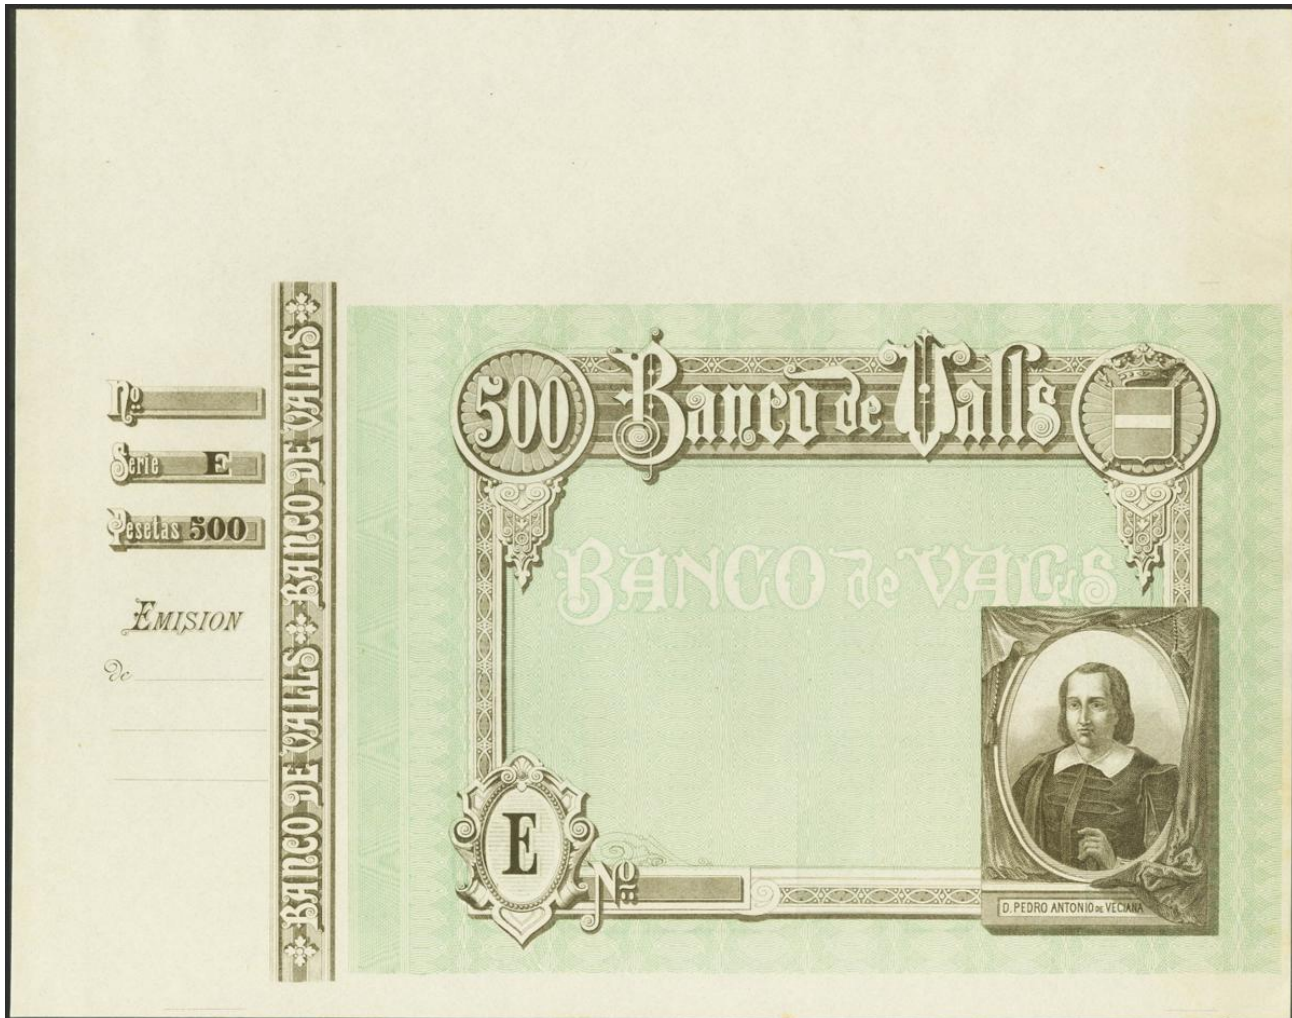 Nº
Serie E
Pesetas 500
EMISION
de
BANCO DE VALLS BANCO DE VALLS
500 Banco de Valls
BANCO de VALLS
E
Nº
D. PEDRO ANTONIO DE VECIANA